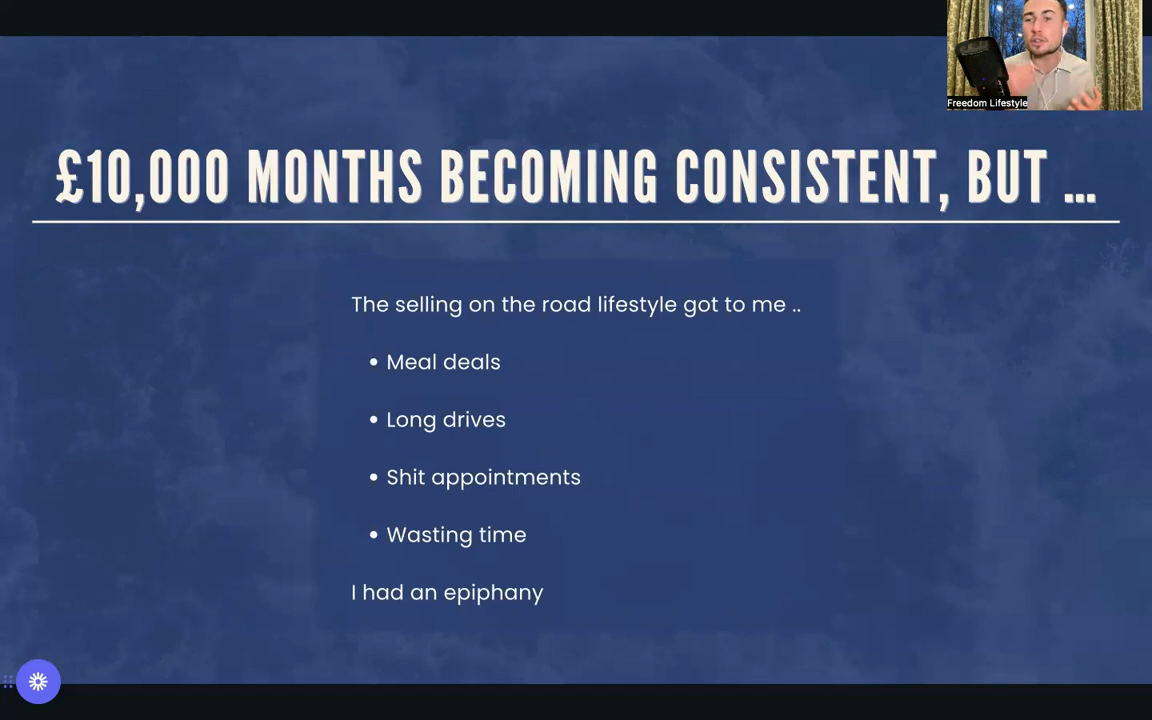 Freedom Lifestyle
£10,000 MONTHS BECOMING CONSISTENT, BUT ...
The selling on the road lifestyle got to me ..
• Meal deals
• Long drives
• Shit appointments
• Wasting time
I had an epiphany